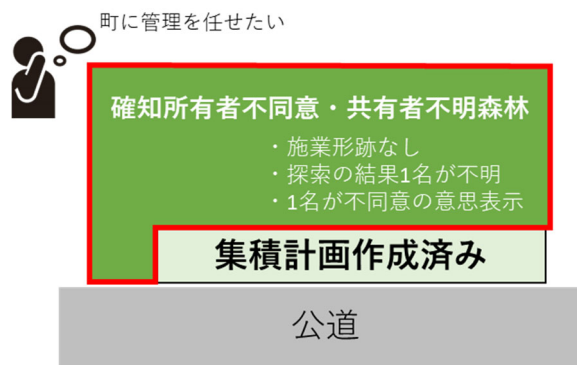 町に管理を任せたい
確知所有者不同意・共有者不明森林
・施業形跡なし
・探索の結果1名が不明
・1名が不同意の意思表示
集積計画作成済み
公道